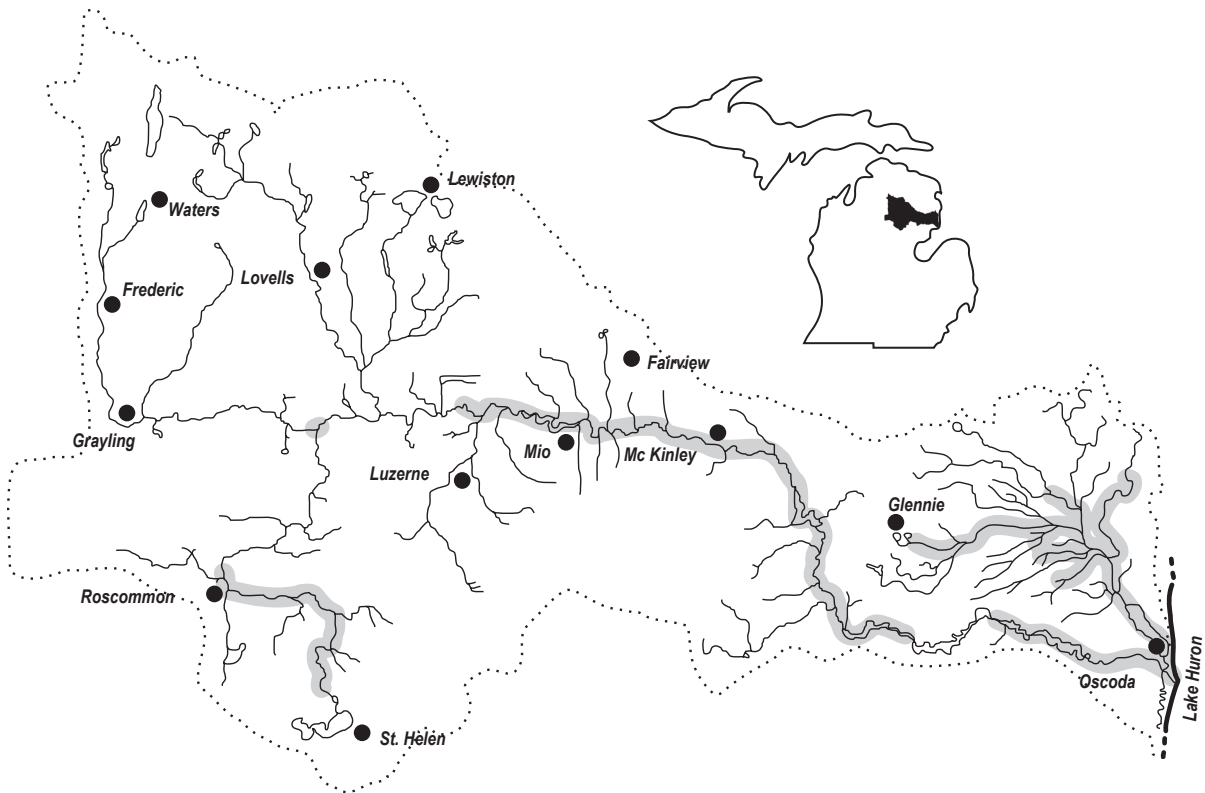 Lewiston
Waters
Lovells
Frederic
Fairview
Grayling
Mio
Mc Kinley
Luzerne
Glennie
Roscommon
Oscoda
Lake Huron
St. Helen